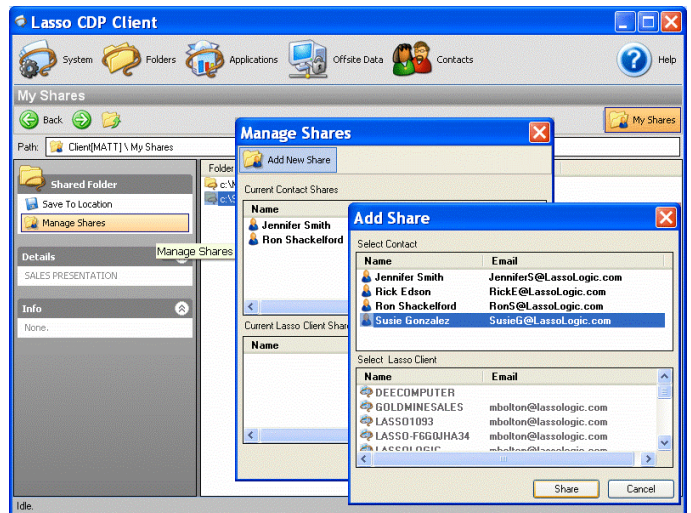 Lasso CDP Client
System Folders Applications Offsite Data Contacts Help
My Shares
Back My Shares
Path: Client[MATT] \ My Shares
Shared Folder
Save To Location
Manage Shares
Manage Shares
Details
SALES PRESENTATION
Info
None.
Folder
Idle.
Manage Shares
Add New Share
Current Contact Shares
Name
Jennifer Smith
Ron Shackelford
Current Lasso Client Share
Name
Add Share
Select Contact
Name Email
Jennifer Smith JenniferS@LassoLogic.com
Rick Edson RickE@LassoLogic.com
Ron Shackelford RonS@LassoLogic.com
Susie Gonzalez SusieG@LassoLogic.com
Select Lasso Client
Name Email
DEECOMPUTER
GOLDMINESALES mbolton@lassologic.com
LASSO1093 mbolton@lassologic.com
LASSO-F6G0JHA34 mbolton@lassologic.com
LASSOLOGIC mbolton@lassologic.com
Share Cancel